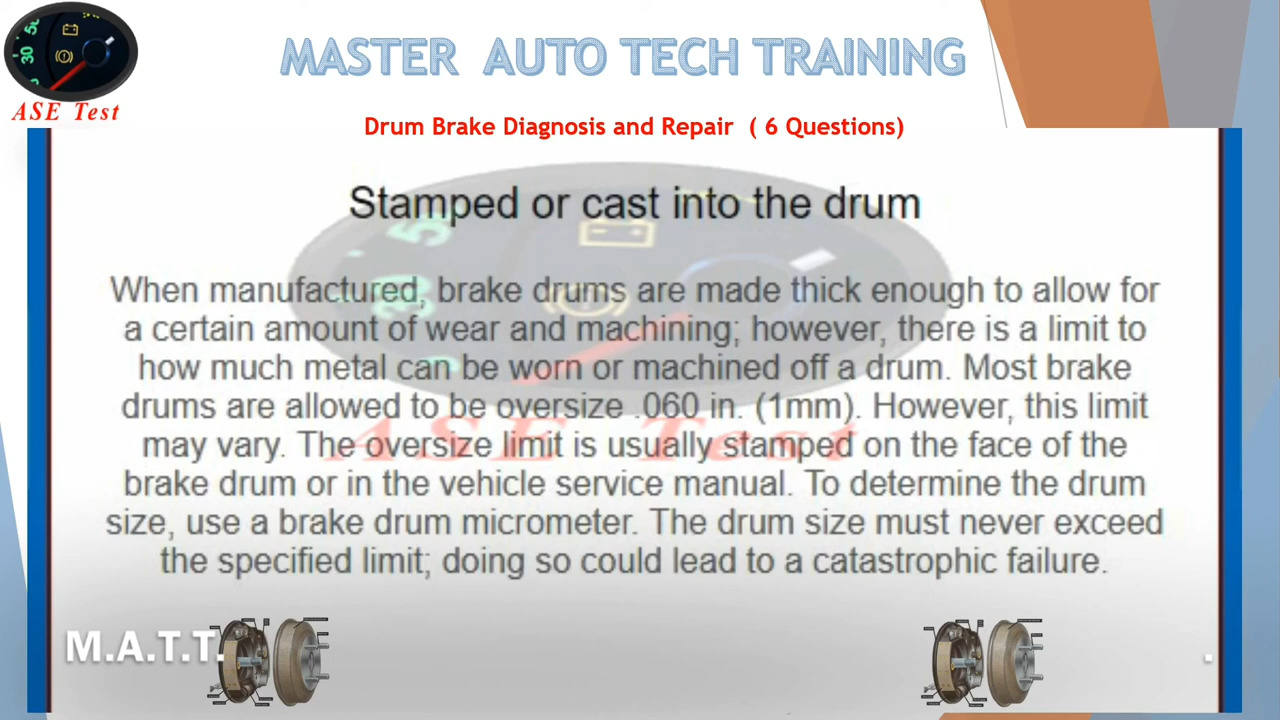 MASTER AUTO TECH TRAINING
ASE Test
Drum Brake Diagnosis and Repair ( 6 Questions)
Stamped or cast into the drum
When manufactured, brake drums are made thick enough to allow for
a certain amount of wear and machining; however, there is a limit to
how much metal can be worn or machined off a drum. Most brake
drums are allowed to be oversize .060 in. (1mm). However, this limit
may vary. The oversize limit is usually stamped on the face of the
brake drum or in the vehicle service manual. To determine the drum
size, use a brake drum micrometer. The drum size must never exceed
the specified limit; doing so could lead to a catastrophic failure.
ASE Test
M.A.T.T.
.